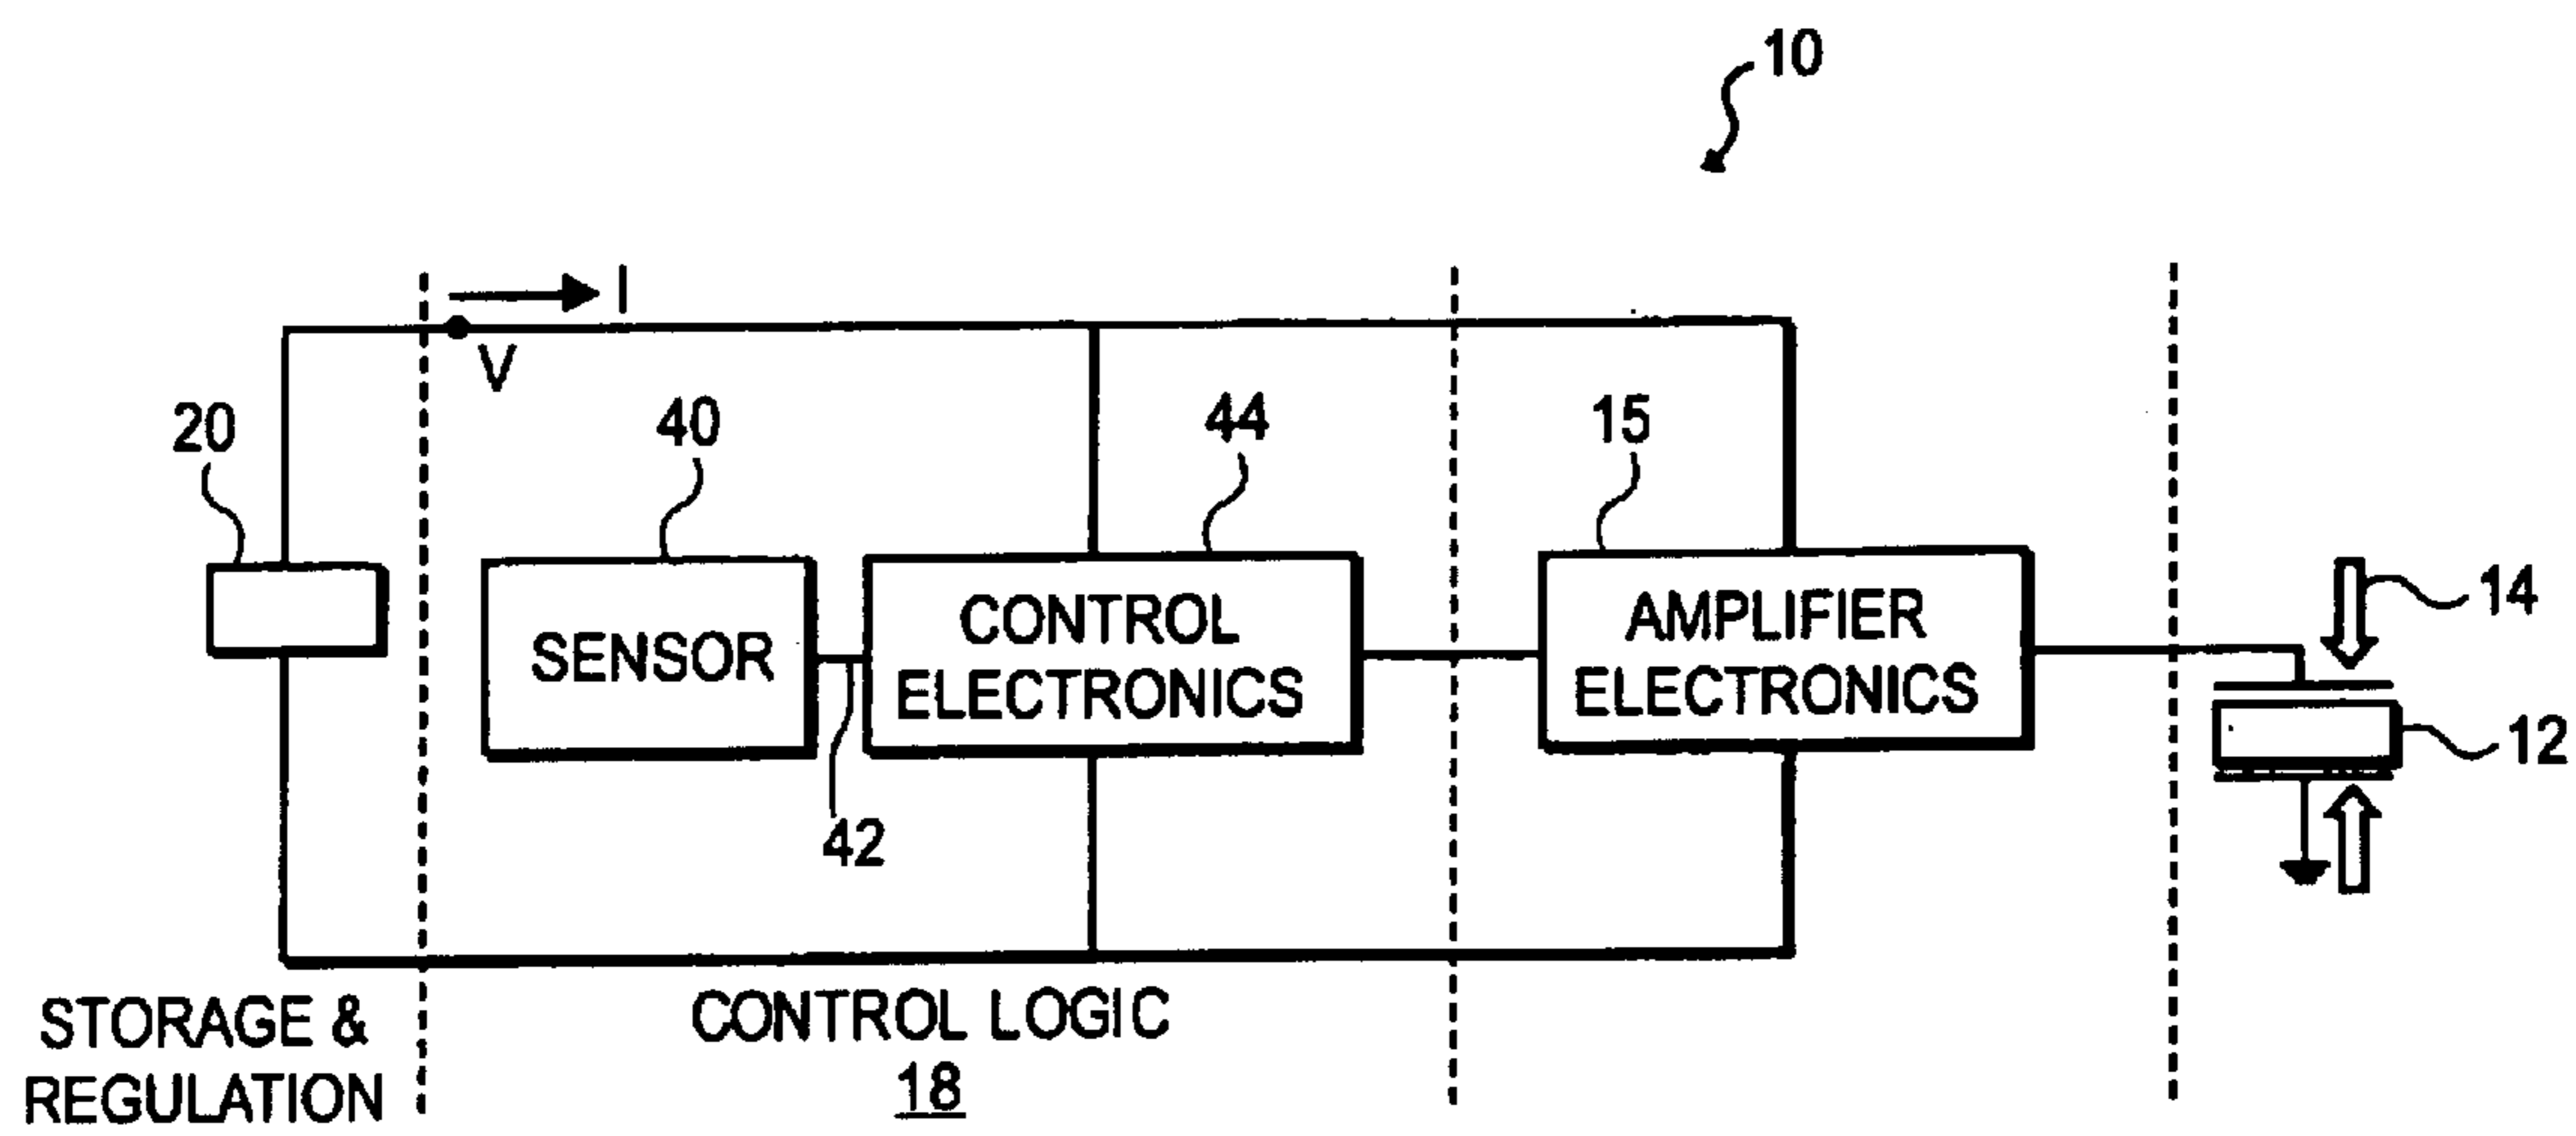 10
I
V
20
40
44
15
SENSOR
CONTROL
ELECTRONICS
AMPLIFIER
ELECTRONICS
14
12
42
STORAGE &
REGULATION
CONTROL LOGIC
18